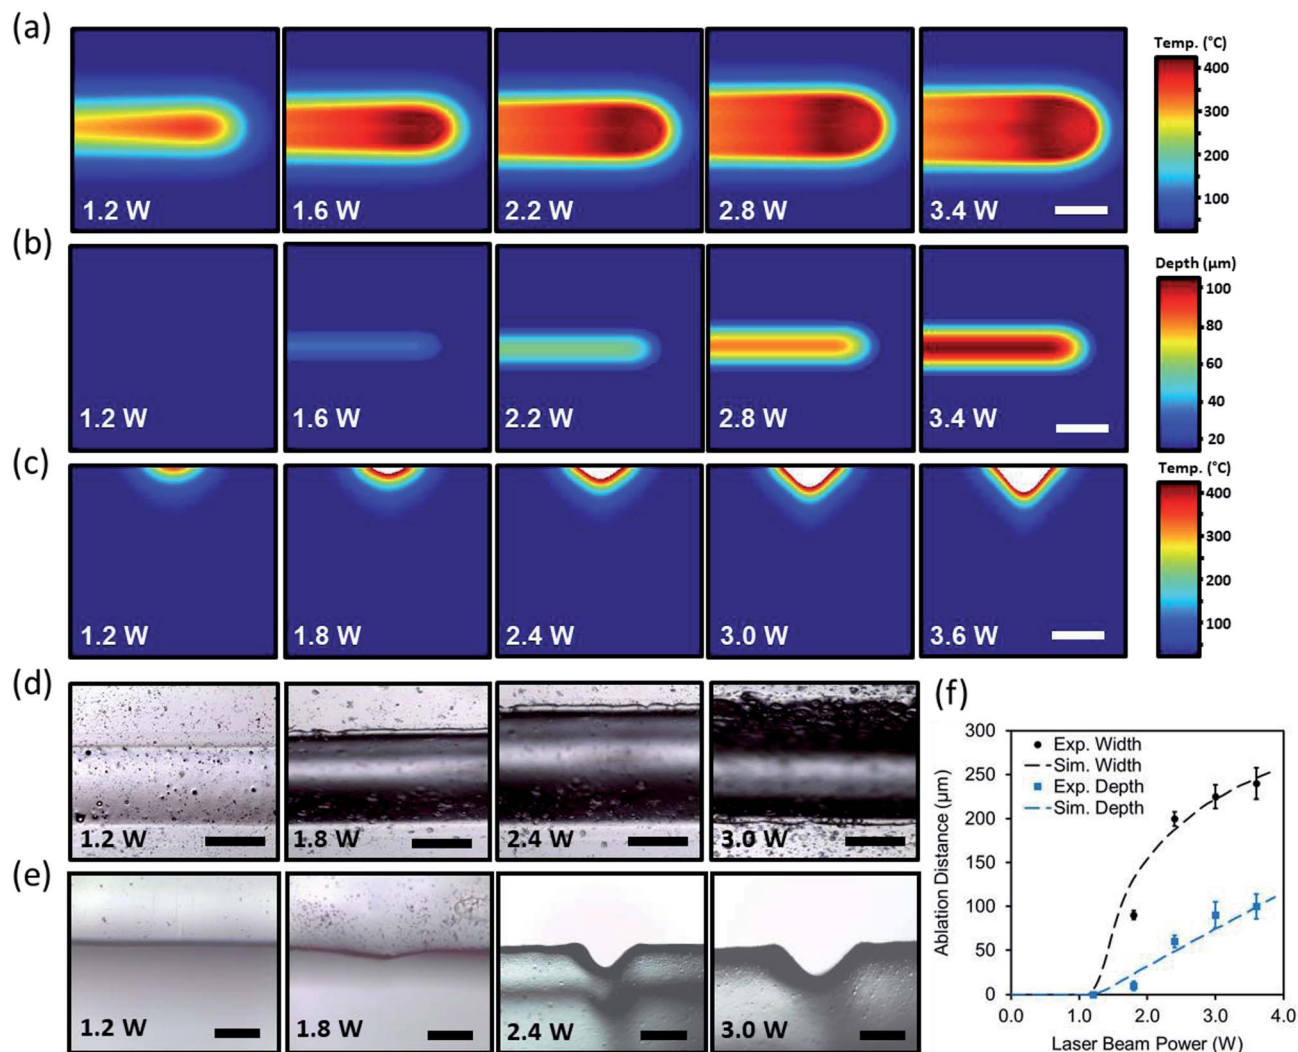 (a)
1.2 W
1.6 W
2.2 W
2.8 W
3.4 W
Temp. (°C)
400
300
200
100
(b)
1.2 W
1.6 W
2.2 W
2.8 W
3.4 W
Depth (µm)
100
80
60
40
20
(c)
1.2 W
1.8 W
2.4 W
3.0 W
3.6 W
Temp. (°C)
400
300
200
100
(d)
1.2 W
1.8 W
2.4 W
3.0 W
(e)
1.2 W
1.8 W
2.4 W
3.0 W
(f)
Ablation Distance (µm)
300
250
200
150
100
50
0
Exp. Width
Sim. Width
Exp. Depth
Sim. Depth
0.0 1.0 2.0 3.0 4.0
Laser Beam Power (W)